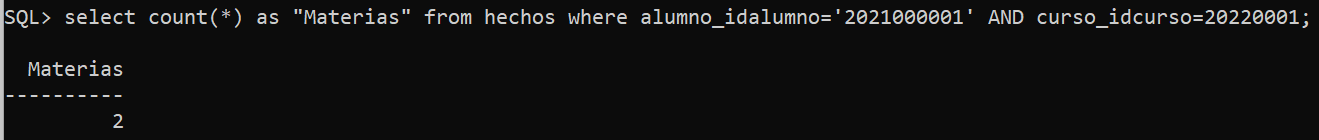 SQL> select count(*) as "Materias" from hechos where alumno_idalumno='2021000001' AND curso_idcurso=20220001;
Materias
----------
2